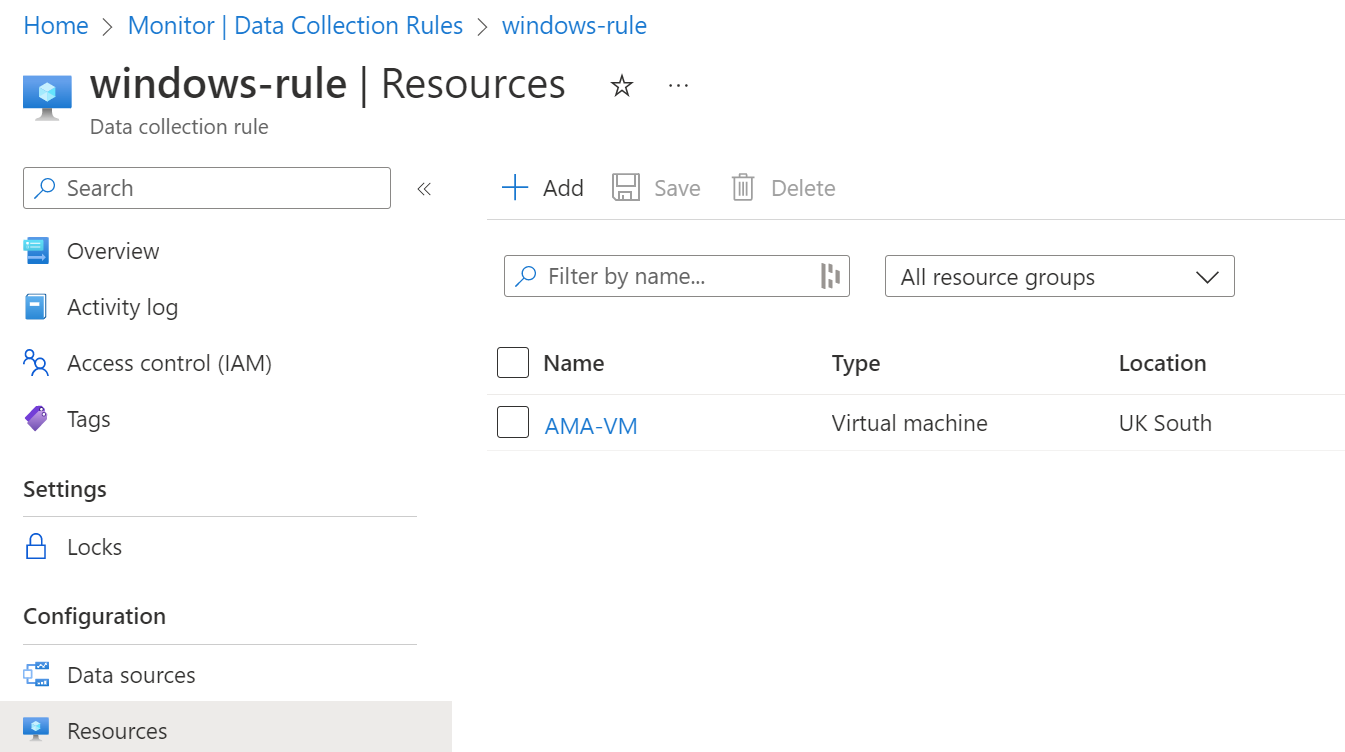 Home > Monitor | Data Collection Rules > windows-rule
windows-rule | Resources
Data collection rule
Search
Overview
Activity log
Access control (IAM)
Tags
Settings
Locks
Configuration
Data sources
Resources
Add Save Delete
Filter by name... All resource groups
Name Type Location
AMA-VM Virtual machine UK South